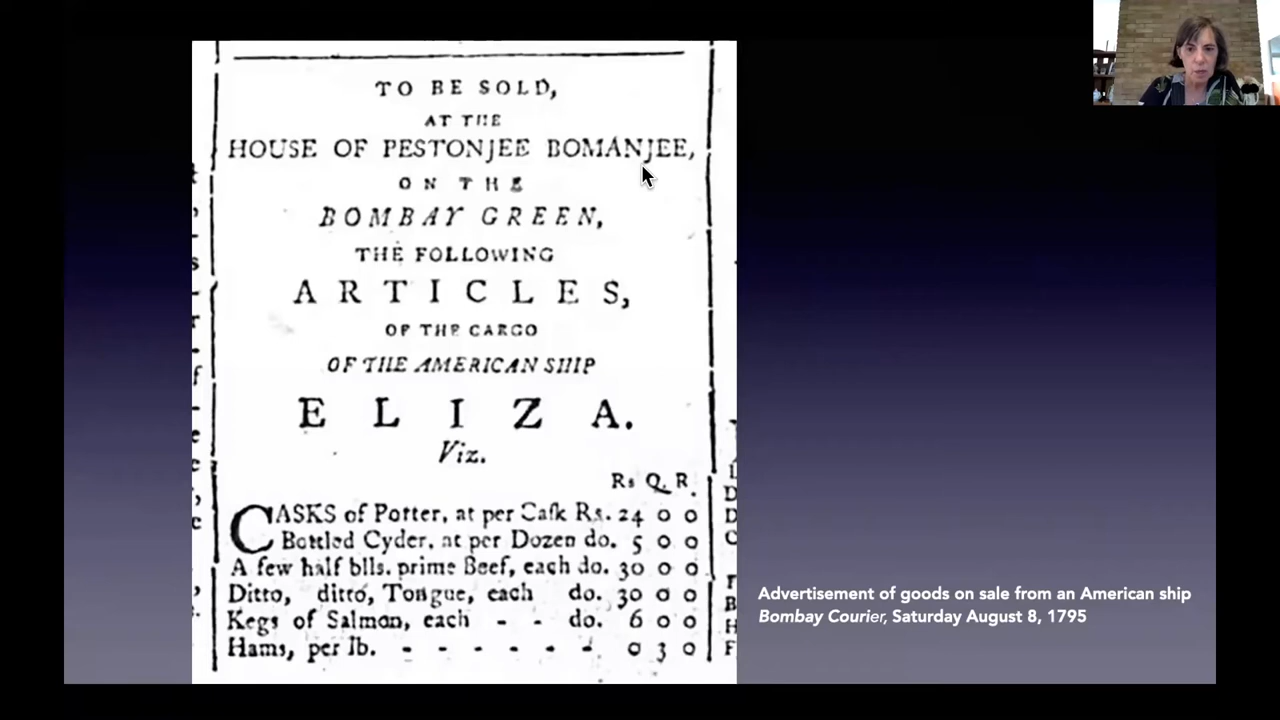 TO BE SOLD,
AT THE
HOUSE OF PESTONJEE BOMANJEE,
ON THE
BOMBAY GREEN,
THE FOLLOWING
ARTICLES,
OF THE CARGO
OF THE AMERICAN SHIP
ELIZA.
Viz.
Rs Q. R.
CASKS of Porter, at per Cask Rs. 24 0 0
Bottled Cyder, at per Dozen do. 5 0 0
A few half blls. prime Beef, each do. 30 0 0
Ditto, ditto, Tongue, each do. 30 0 0
Kegs of Salmon, each - - do. 6 0 0
Hams, per lb. - - - - - - 0 3 0
Advertisement of goods on sale from an American ship
Bombay Courier, Saturday August 8, 1795